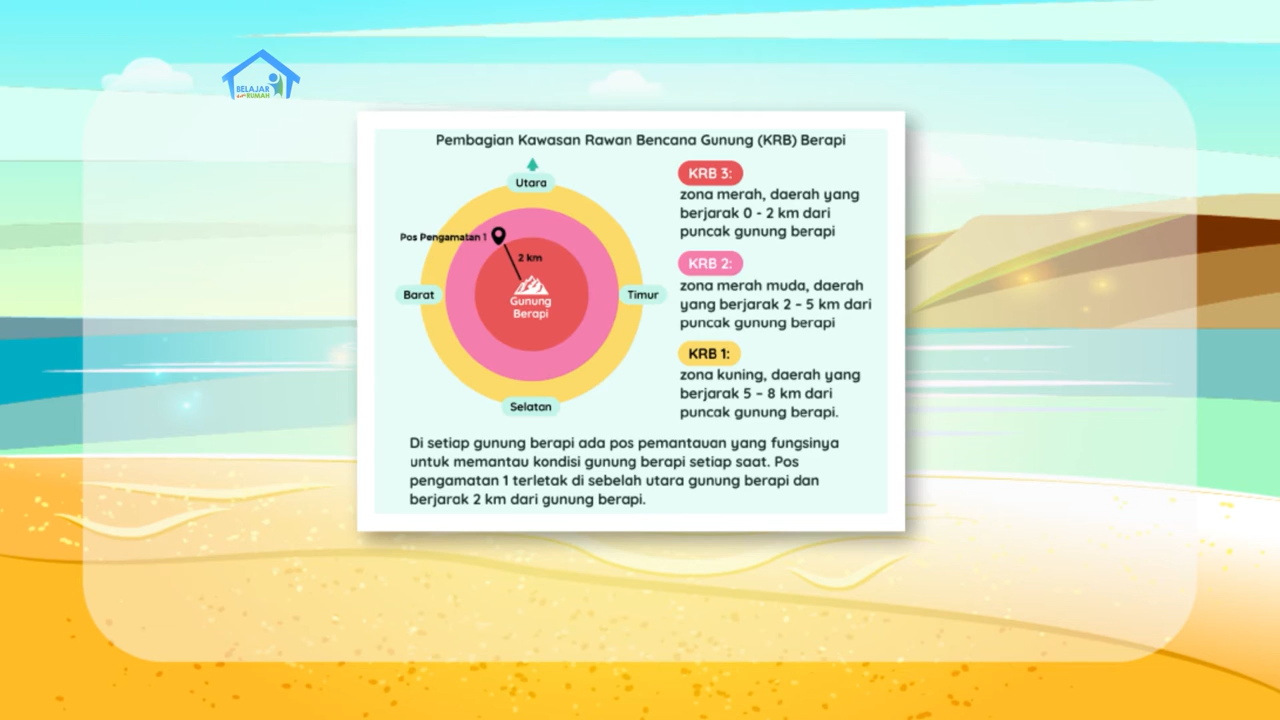 BELAJAR
dari RUMAH
Pembagian Kawasan Rawan Bencana Gunung (KRB) Berapi
Utara
Pos Pengamatan 1
2 km
Barat
Gunung
Berapi
Timur
Selatan
KRB 3:
zona merah, daerah yang
berjarak 0 - 2 km dari
puncak gunung berapi
KRB 2:
zona merah muda, daerah
yang berjarak 2 – 5 km dari
puncak gunung berapi
KRB 1:
zona kuning, daerah yang
berjarak 5 – 8 km dari
puncak gunung berapi.
Di setiap gunung berapi ada pos pemantauan yang fungsinya
untuk memantau kondisi gunung berapi setiap saat. Pos
pengamatan 1 terletak di sebelah utara gunung berapi dan
berjarak 2 km dari gunung berapi.